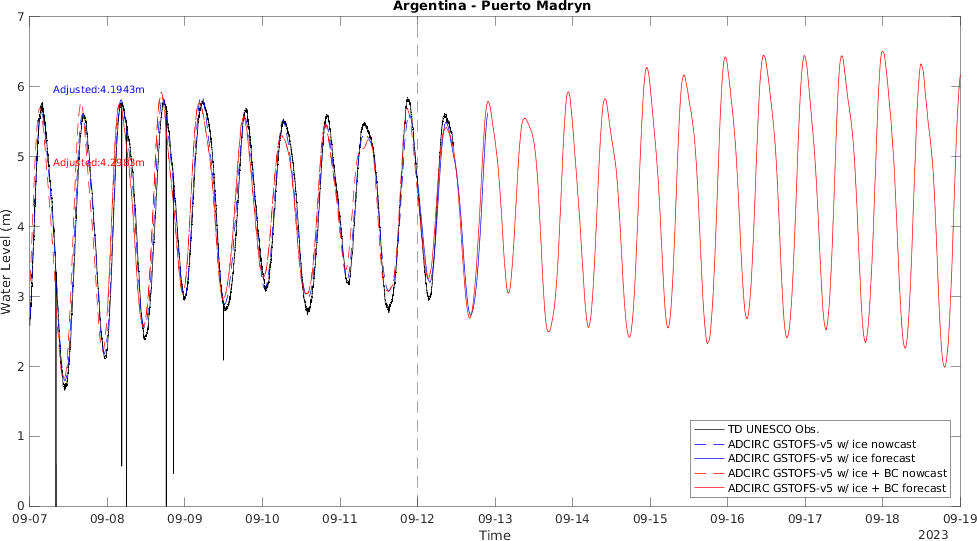 Argentina - Puerto Madryn
7
6
5
4
3
2
1
0
Water Level (m)
Adjusted:4.1943m
Adjusted:4.2983m
TD UNESCO Obs.
ADCIRC GSTOFS-v5 w/ ice nowcast
ADCIRC GSTOFS-v5 w/ ice forecast
ADCIRC GSTOFS-v5 w/ ice + BC nowcast
ADCIRC GSTOFS-v5 w/ ice + BC forecast
09-07 09-08 09-09 09-10 09-11 09-12 09-13 09-14 09-15 09-16 09-17 09-18 09-19
Time
2023